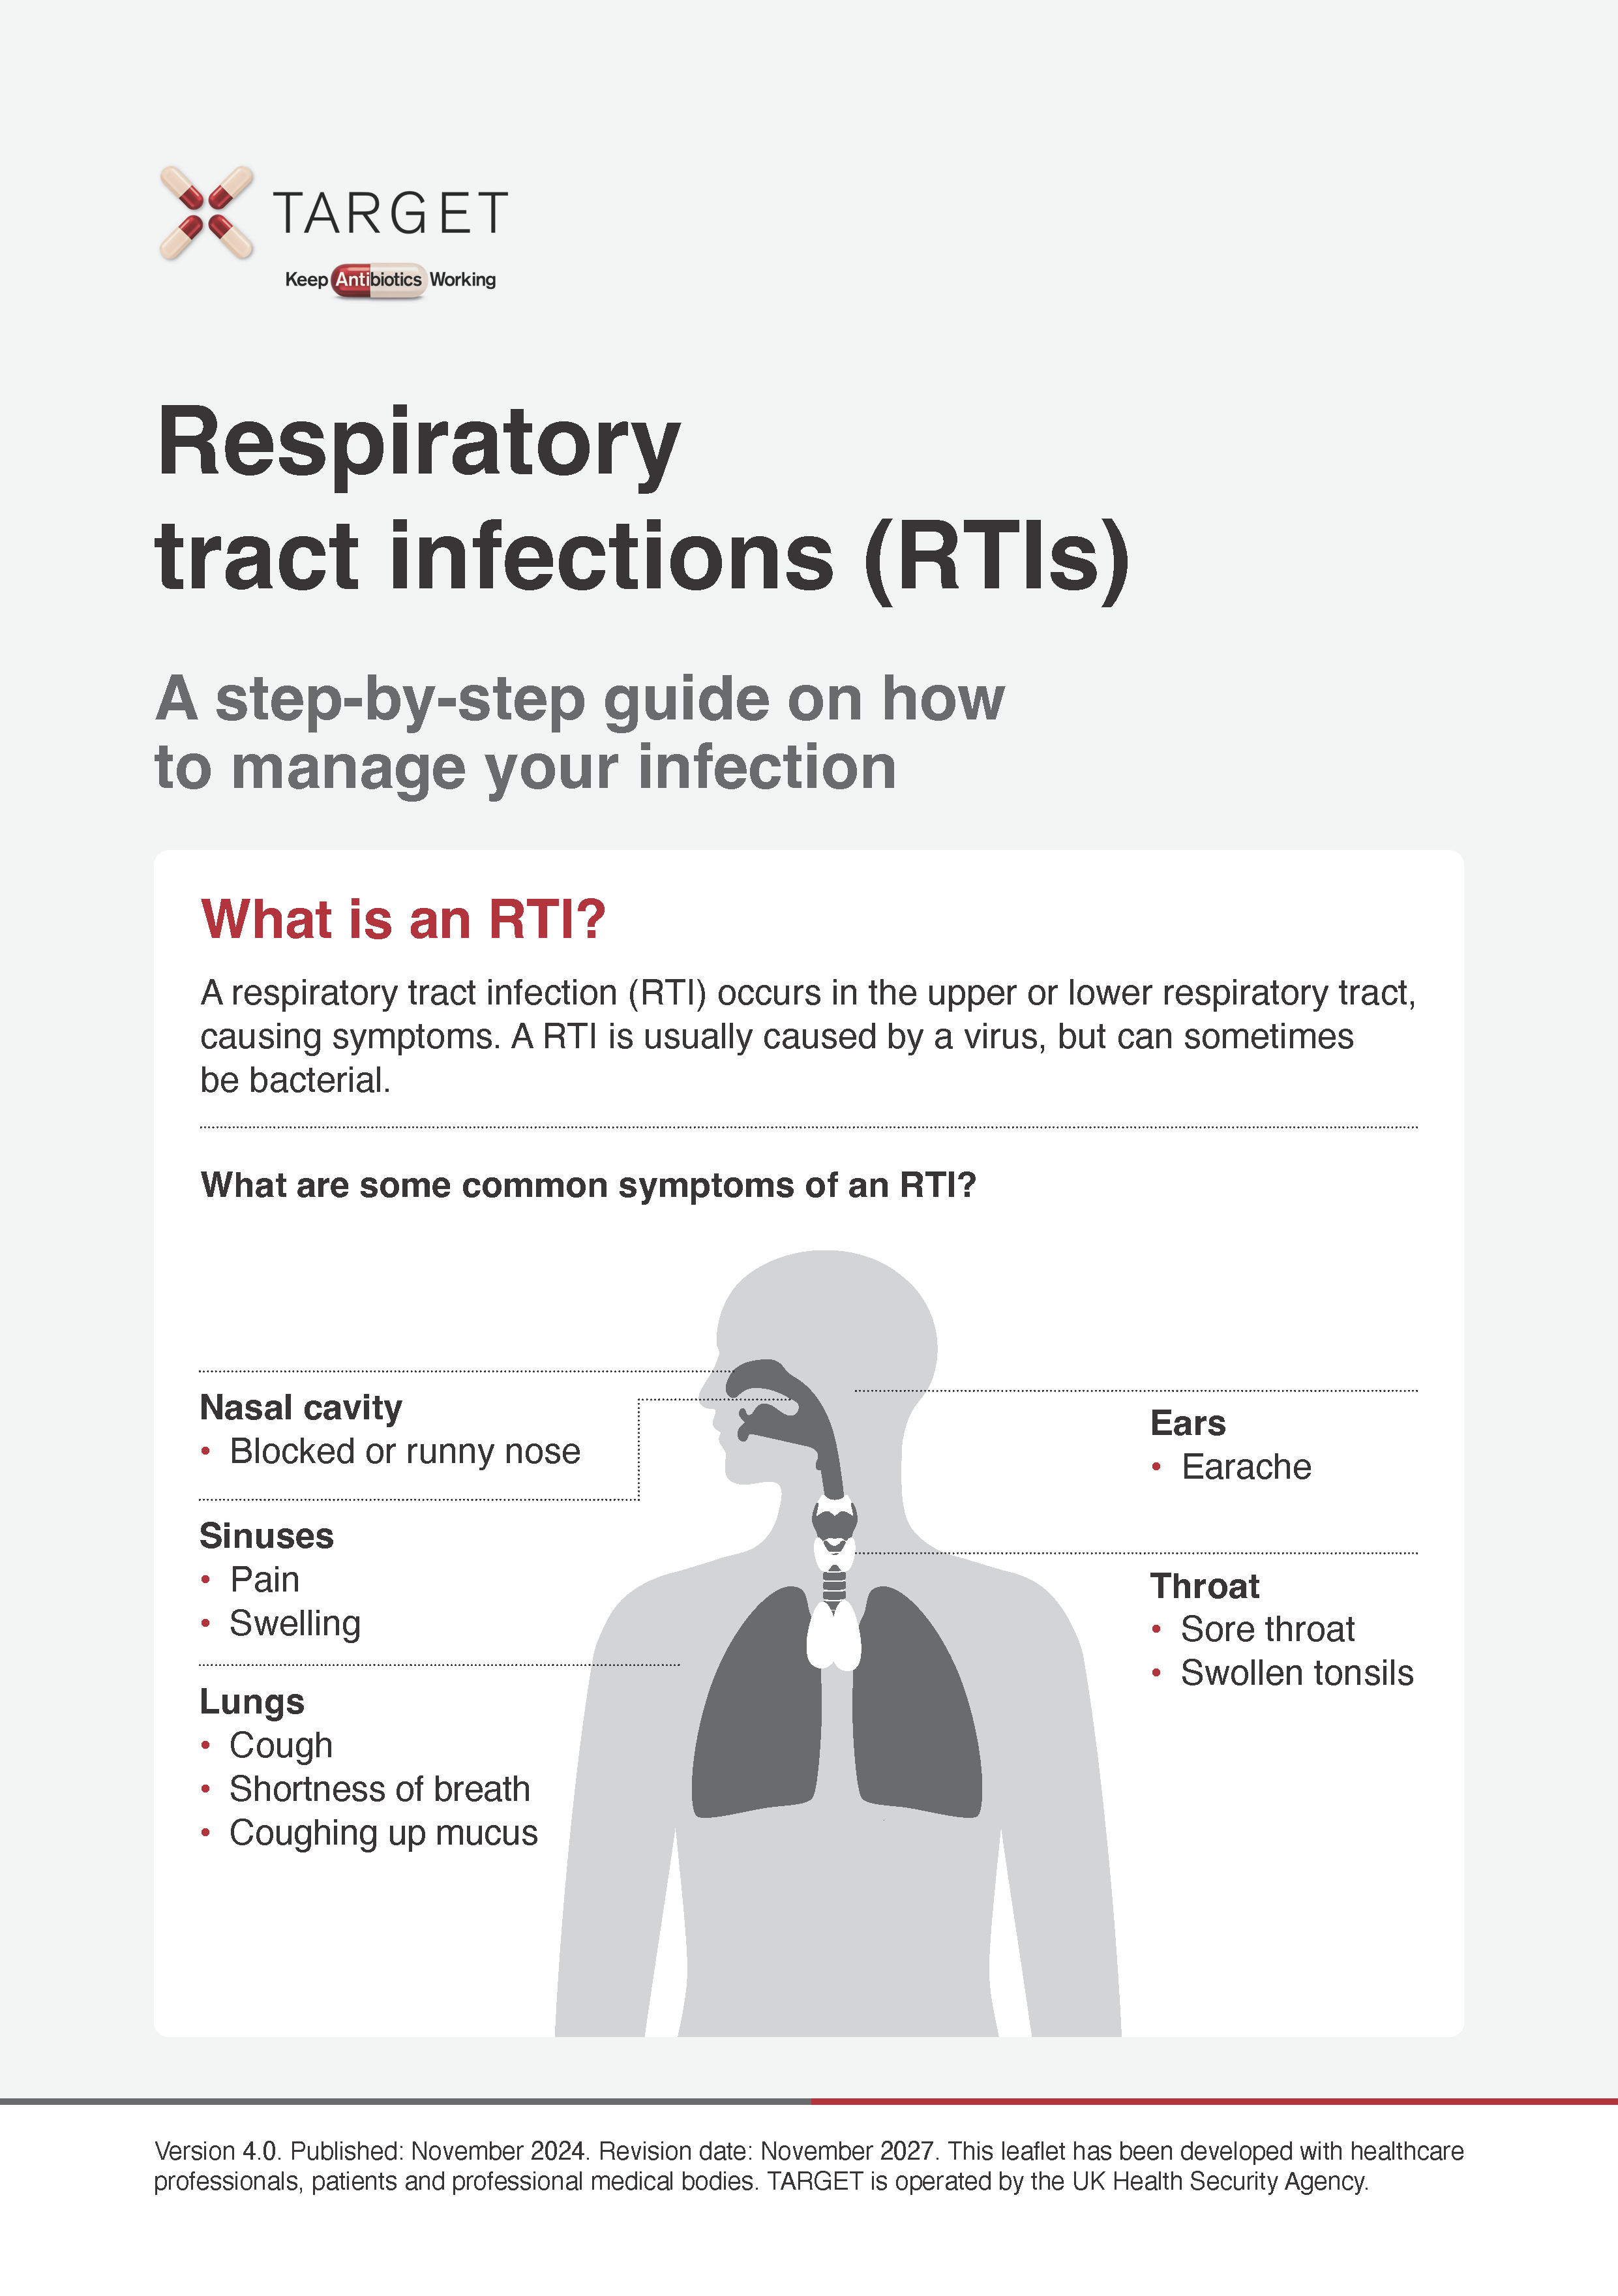 TARGET
Keep Antibiotics Working
Respiratory
tract infections (RTIs)
A step-by-step guide on how
to manage your infection
What is an RTI?
A respiratory tract infection (RTI) occurs in the upper or lower respiratory tract,
causing symptoms. A RTI is usually caused by a virus, but can sometimes
be bacterial.
What are some common symptoms of an RTI?
Nasal cavity
• Blocked or runny nose
Sinuses
• Pain
• Swelling
Lungs
• Cough
• Shortness of breath
• Coughing up mucus
Ears
• Earache
Throat
• Sore throat
• Swollen tonsils
Version 4.0. Published: November 2024. Revision date: November 2027. This leaflet has been developed with healthcare
professionals, patients and professional medical bodies. TARGET is operated by the UK Health Security Agency.